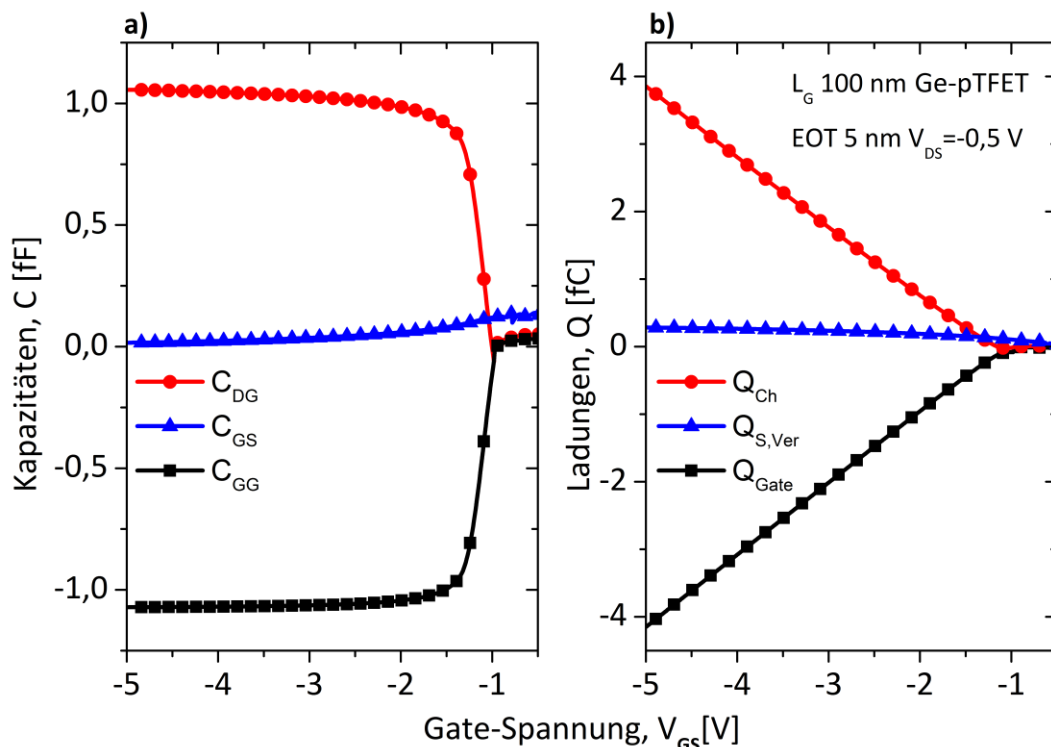 a)
Kapazitäten, C [fF]
1,0
0,5
0,0
-0,5
-1,0
C_DG
C_GS
C_GG
-5 -4 -3 -2 -1
b)
Ladungen, Q [fC]
4
2
0
-2
-4
L_G 100 nm Ge-pTFET
EOT 5 nm V_DS=-0,5 V
Q_Ch
Q_S,Ver
Q_Gate
-5 -4 -3 -2 -1
Gate-Spannung, V_GS[V]